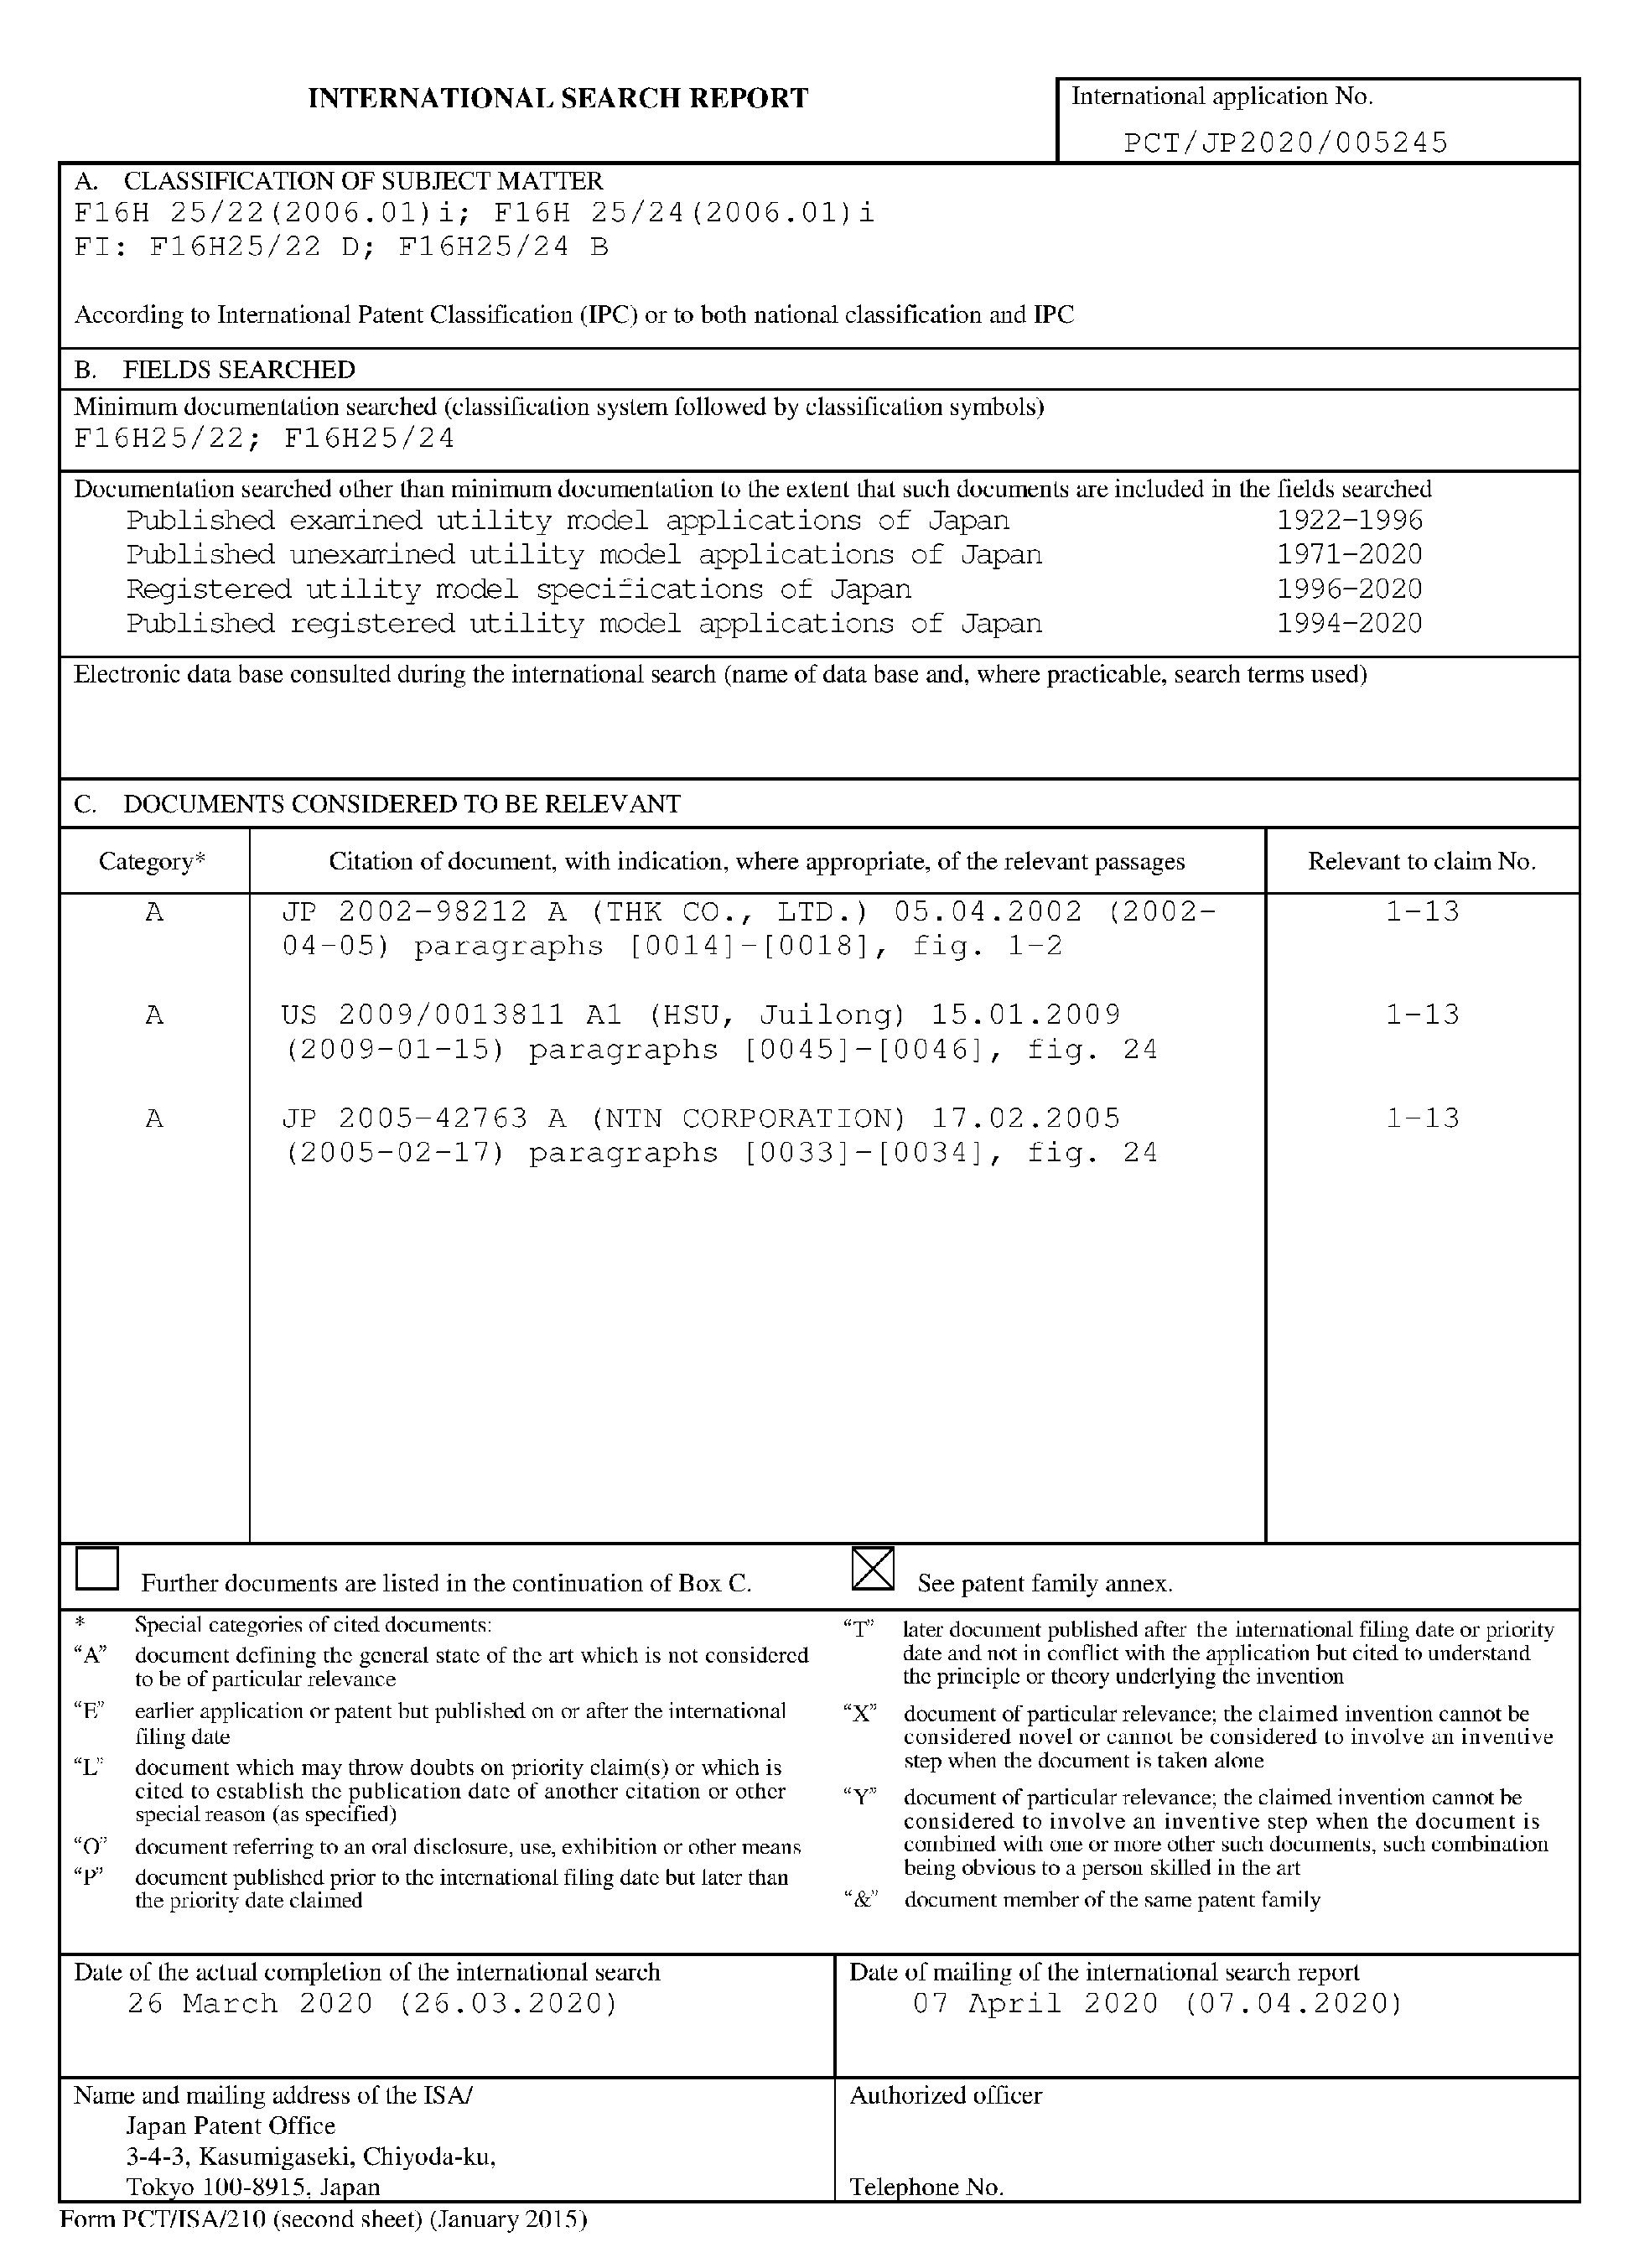 INTERNATIONAL SEARCH REPORT
International application No.
PCT/JP2020/005245
A. CLASSIFICATION OF SUBJECT MATTER
F16H 25/22(2006.01)i; F16H 25/24(2006.01)i
FI: F16H25/22 D; F16H25/24 B
According to International Patent Classification (IPC) or to both national classification and IPC
B. FIELDS SEARCHED
Minimum documentation searched (classification system followed by classification symbols)
F16H25/22; F16H25/24
Documentation searched other than minimum documentation to the extent that such documents are included in the fields searched
Published examined utility model applications of Japan 1922-1996
Published unexamined utility model applications of Japan 1971-2020
Registered utility model specifications of Japan 1996-2020
Published registered utility model applications of Japan 1994-2020
Electronic data base consulted during the international search (name of data base and, where practicable, search terms used)
C. DOCUMENTS CONSIDERED TO BE RELEVANT
Category* Citation of document, with indication, where appropriate, of the relevant passages Relevant to claim No.
A JP 2002-98212 A (THK CO., LTD.) 05.04.2002 (2002- 1-13
04-05) paragraphs [0014]-[0018], fig. 1-2
A US 2009/0013811 A1 (HSU, Juilong) 15.01.2009 1-13
(2009-01-15) paragraphs [0045]-[0046], fig. 24
A JP 2005-42763 A (NTN CORPORATION) 17.02.2005 1-13
(2005-02-17) paragraphs [0033]-[0034], fig. 24
Further documents are listed in the continuation of Box C.
See patent family annex.
* Special categories of cited documents:
“A” document defining the general state of the art which is not considered
to be of particular relevance
“E” earlier application or patent but published on or after the international
filing date
“L” document which may throw doubts on priority claim(s) or which is
cited to establish the publication date of another citation or other
special reason (as specified)
“O” document referring to an oral disclosure, use, exhibition or other means
“P” document published prior to the international filing date but later than
the priority date claimed
“T” later document published after the international filing date or priority
date and not in conflict with the application but cited to understand
the principle or theory underlying the invention
“X” document of particular relevance; the claimed invention cannot be
considered novel or cannot be considered to involve an inventive
step when the document is taken alone
“Y” document of particular relevance; the claimed invention cannot be
considered to involve an inventive step when the document is
combined with one or more other such documents, such combination
being obvious to a person skilled in the art
“&” document member of the same patent family
Date of the actual completion of the international search
26 March 2020 (26.03.2020)
Date of mailing of the international search report
07 April 2020 (07.04.2020)
Name and mailing address of the ISA/
Japan Patent Office
3-4-3, Kasumigaseki, Chiyoda-ku,
Tokyo 100-8915, Japan
Authorized officer
Telephone No.
Form PCT/ISA/210 (second sheet) (January 2015)